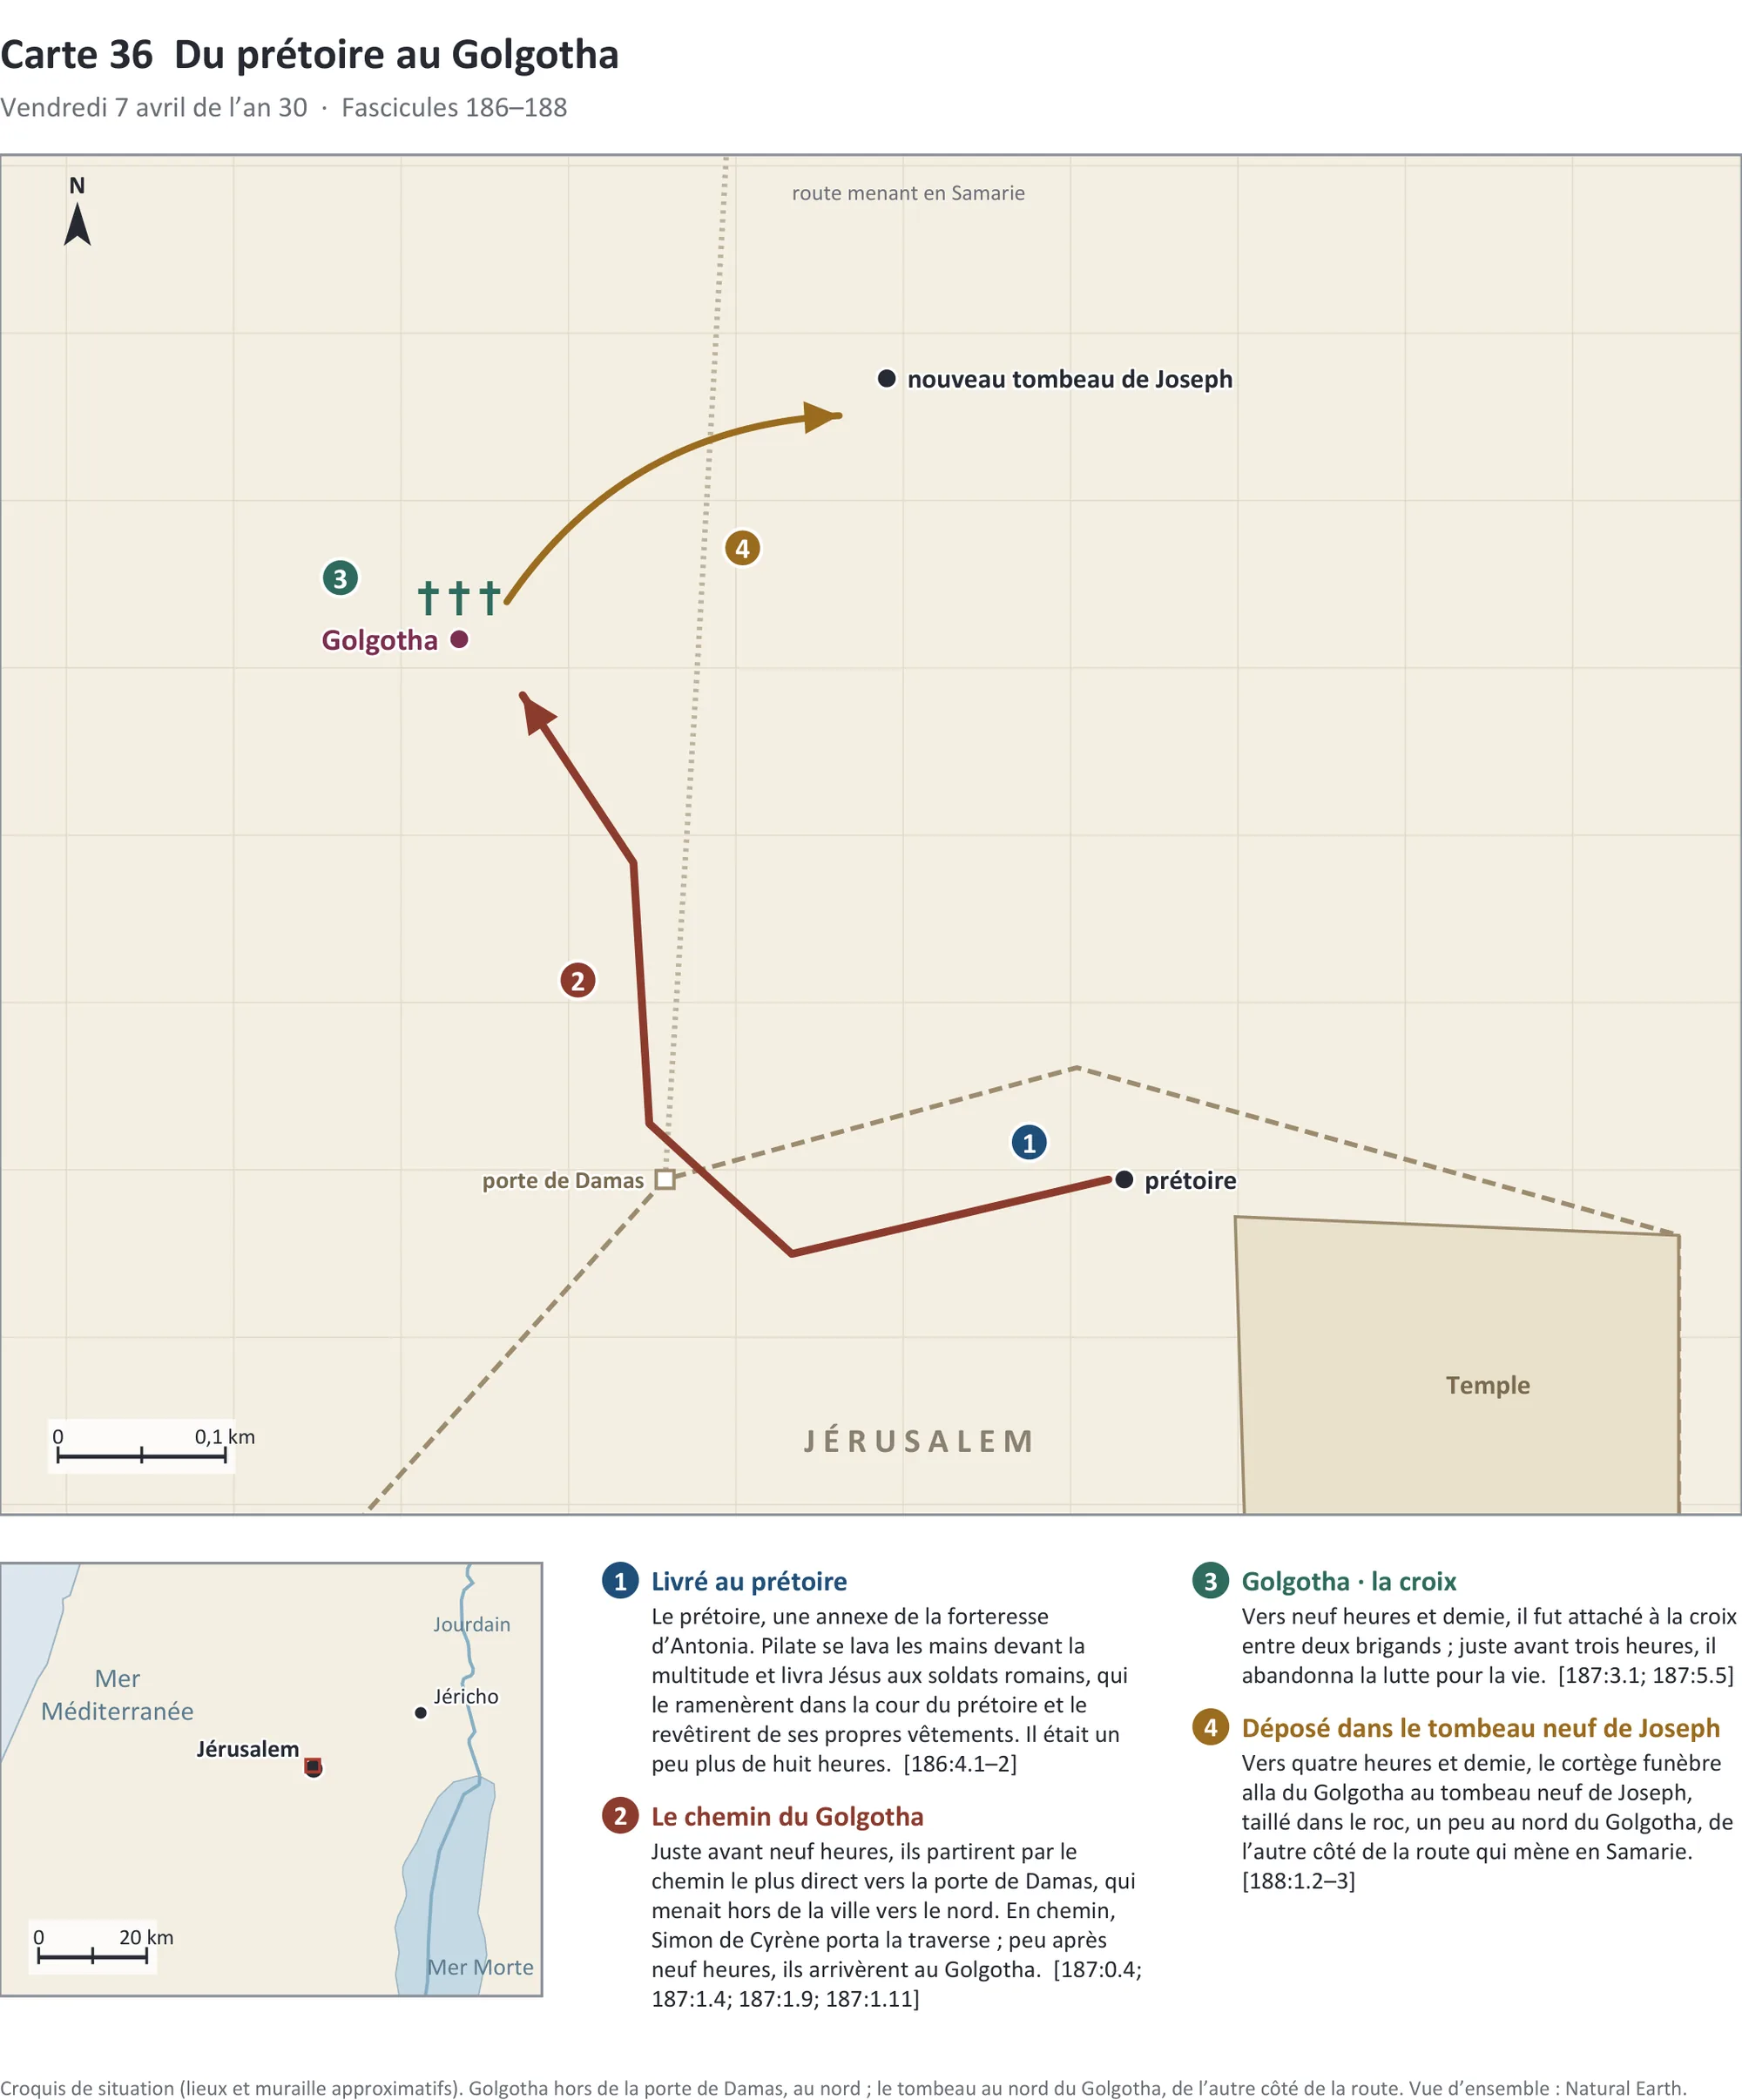 Carte 36 Du prétoire au Golgotha
Vendredi 7 avril de l’an 30 · Fascicules 186–188
N
route menant en Samarie
nouveau tombeau de Joseph
4
3
Golgotha
2
1
porte de Damas
prétoire
Temple
JÉRUSALEM
0 0,1 km
Jourdain
Mer
Méditerranée
Jéricho
Jérusalem
0 20 km
Mer Morte
1 Livré au prétoire
Le prétoire, une annexe de la forteresse
d’Antonia. Pilate se lava les mains devant la
multitude et livra Jésus aux soldats romains, qui
le ramenèrent dans la cour du prétoire et le
revêtirent de ses propres vêtements. Il était un
peu plus de huit heures. [186:4.1–2]
2 Le chemin du Golgotha
Juste avant neuf heures, ils partirent par le
chemin le plus direct vers la porte de Damas, qui
menait hors de la ville vers le nord. En chemin,
Simon de Cyrène porta la traverse ; peu après
neuf heures, ils arrivèrent au Golgotha. [187:0.4;
187:1.4; 187:1.9; 187:1.11]
3 Golgotha · la croix
Vers neuf heures et demie, il fut attaché à la croix
entre deux brigands ; juste avant trois heures, il
abandonna la lutte pour la vie. [187:3.1; 187:5.5]
4 Déposé dans le tombeau neuf de Joseph
Vers quatre heures et demie, le cortège funèbre
alla du Golgotha au tombeau neuf de Joseph,
taillé dans le roc, un peu au nord du Golgotha, de
l’autre côté de la route qui mène en Samarie.
[188:1.2–3]
Croquis de situation (lieux et muraille approximatifs). Golgotha hors de la porte de Damas, au nord ; le tombeau au nord du Golgotha, de l’autre côté de la route. Vue d’ensemble : Natural Earth.